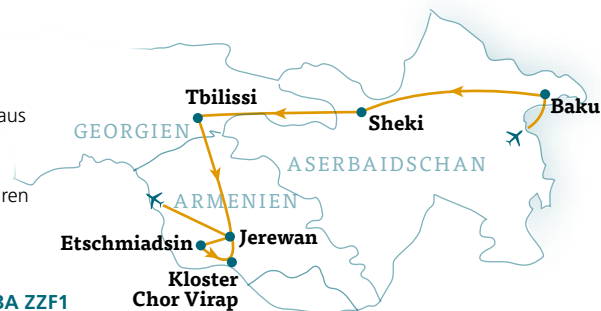 aus
ren
BA ZZF1
Tbilissi
GEORGIEN
Sheki
Baku
ASERBAIDSCHAN
ARMENIEN
Etschmiadsin
Jerewan
Kloster
Chor Virap